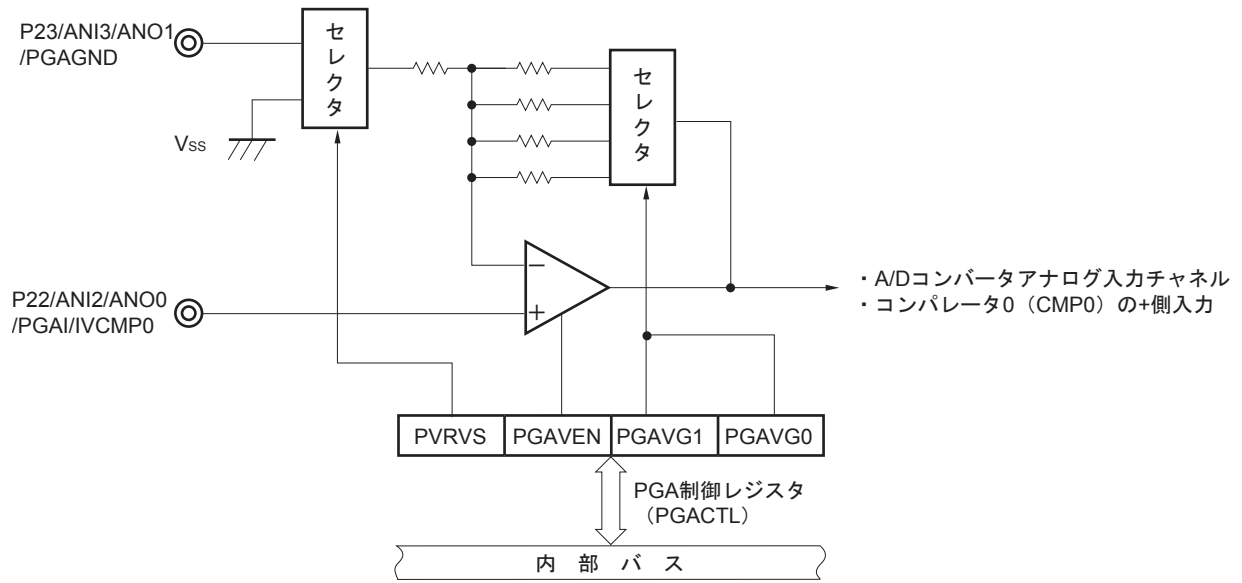 P23/ANI3/ANO1
/PGAGND
セレクタ
セレクタ
Vss
−
+
P22/ANI2/ANO0
/PGAI/IVCMP0
・A/Dコンバータアナログ入力チャネル
・コンパレータ0（CMP0）の+側入力
PVRVS PGAVEN PGAVG1 PGAVG0
PGA制御レジスタ
（PGACTL）
内 部 バ ス